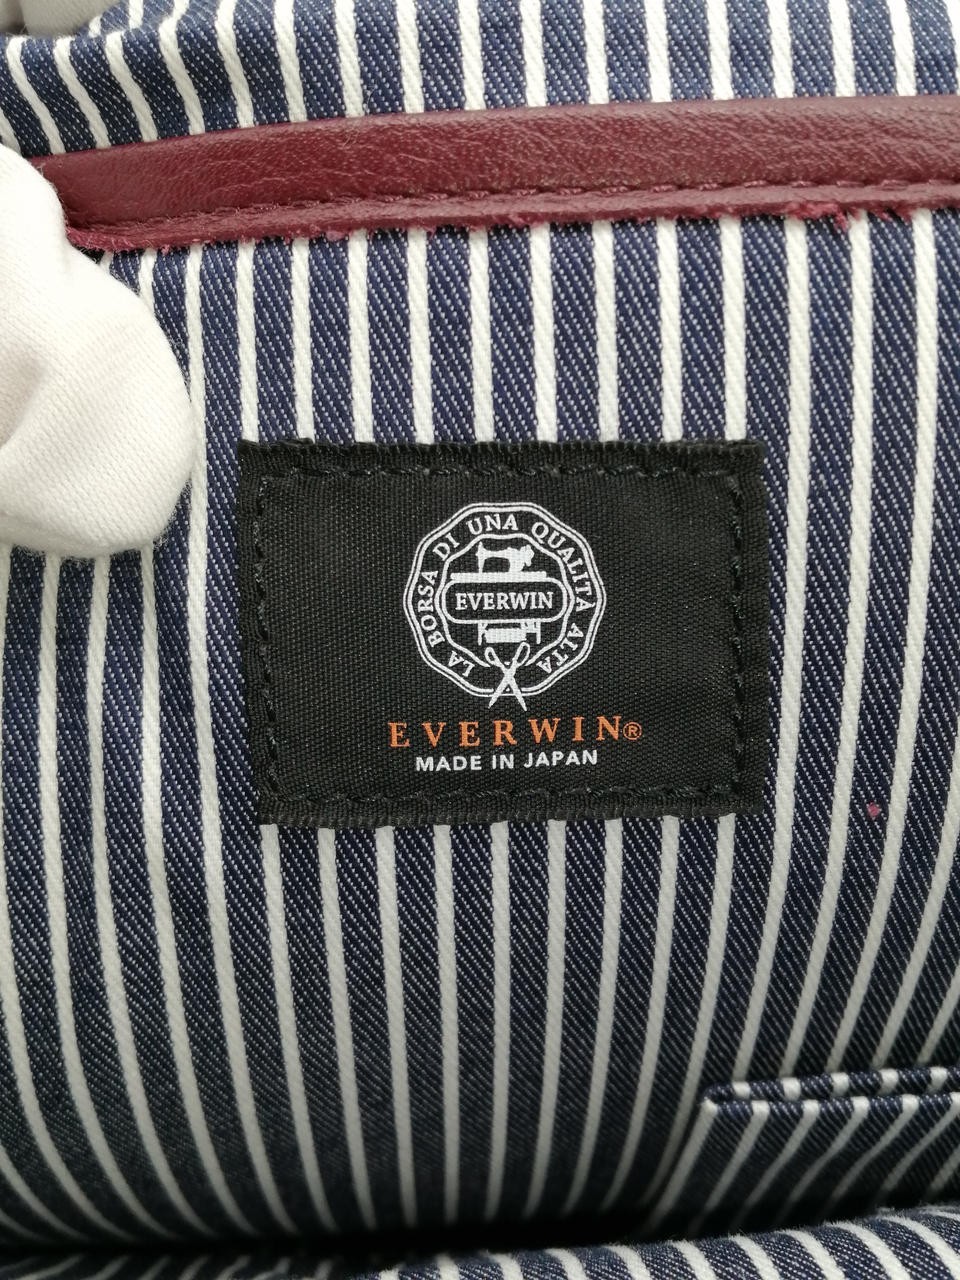 LA BORSA DI UNA QUALITÀ ALTA
EVERWIN
EVERWIN®
MADE IN JAPAN